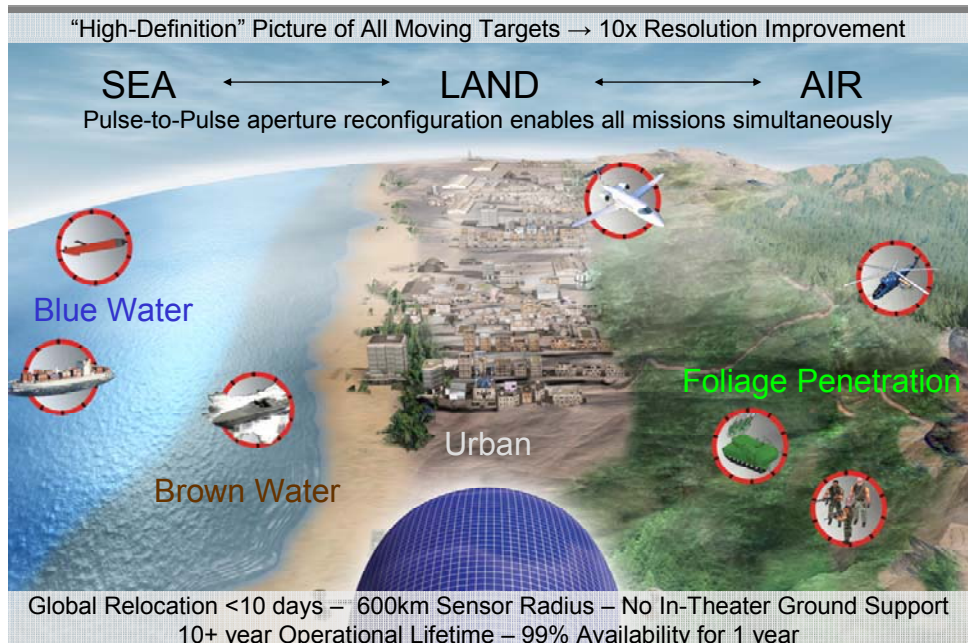 “High-Definition” Picture of All Moving Targets → 10x Resolution Improvement
SEA LAND AIR
Pulse-to-Pulse aperture reconfiguration enables all missions simultaneously
Blue Water
Foliage Penetration
Urban
Brown Water
Global Relocation <10 days – 600km Sensor Radius – No In-Theater Ground Support
10+ year Operational Lifetime – 99% Availability for 1 year